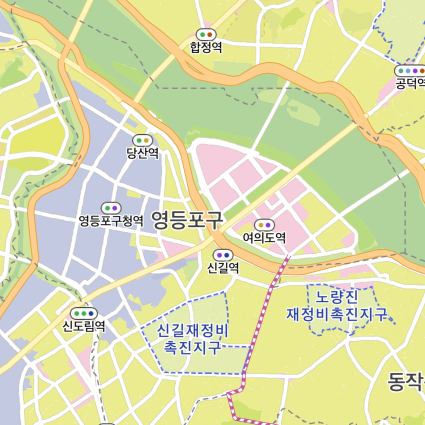 합정역
공덕역
당산역
영등포구청역
영등포구
여의도역
신길역
노량진
재정비촉진지구
신도림역
신길재정비
촉진지구
동작